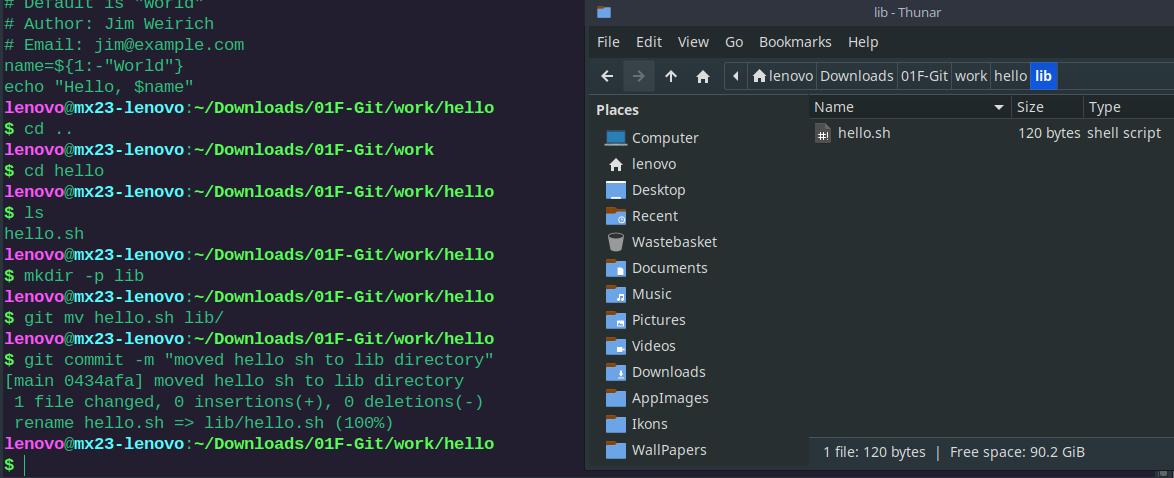 # Default is "World"
# Author: Jim Weirich
# Email: jim@example.com
name=${1:-"World"}
echo "Hello, $name"
lenovo@mx23-lenovo:~/Downloads/01F-Git/work/hello
$ cd ..
lenovo@mx23-lenovo:~/Downloads/01F-Git/work
$ cd hello
lenovo@mx23-lenovo:~/Downloads/01F-Git/work/hello
$ ls
hello.sh
lenovo@mx23-lenovo:~/Downloads/01F-Git/work/hello
$ mkdir -p lib
lenovo@mx23-lenovo:~/Downloads/01F-Git/work/hello
$ git mv hello.sh lib/
lenovo@mx23-lenovo:~/Downloads/01F-Git/work/hello
$ git commit -m "moved hello sh to lib directory"
[main 0434afa] moved hello sh to lib directory
1 file changed, 0 insertions(+), 0 deletions(-)
rename hello.sh => lib/hello.sh (100%)
lenovo@mx23-lenovo:~/Downloads/01F-Git/work/hello
$
lib - Thunar
File Edit View Go Bookmarks Help
lenovo Downloads 01F-Git work hello lib
Places
Computer
lenovo
Desktop
Recent
Wastebasket
Documents
Music
Pictures
Videos
Downloads
AppImages
Ikons
WallPapers
Name Size Type
hello.sh 120 bytes shell script
1 file: 120 bytes | Free space: 90.2 GiB